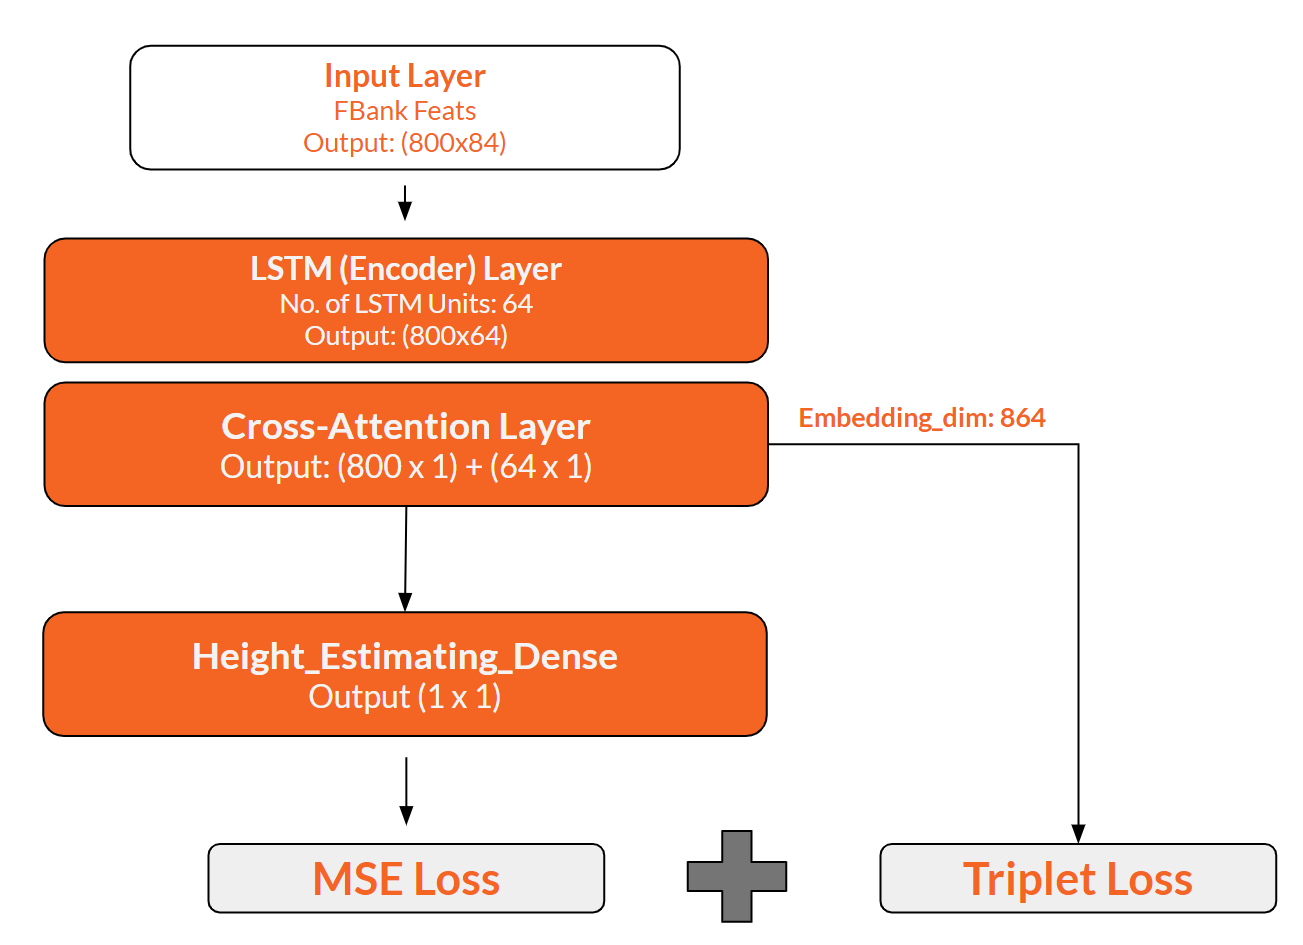 Input Layer
FBank Feats
Output: (800x84)
LSTM (Encoder) Layer
No. of LSTM Units: 64
Output: (800x64)
Cross-Attention Layer
Output: (800 x 1) + (64 x 1)
Embedding_dim: 864
Height_Estimating_Dense
Output (1 x 1)
MSE Loss
Triplet Loss